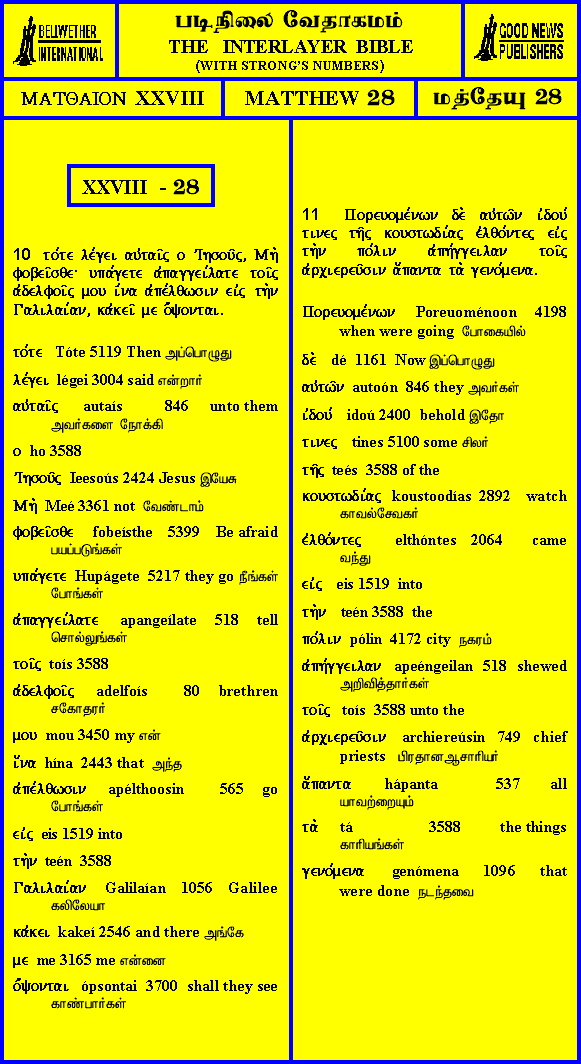 BELLWETHER
INTERNATIONAL
படிநிலை வேதாகமம்
THE INTERLAYER BIBLE
(WITH STRONG'S NUMBERS)
GOOD NEWS
PUBLISHERS
ΜΑΤΘΑΙΟΝ XXVIII
MATTHEW 28
மத்தேயு 28
XXVIII - 28
10 τότε λέγει αὐταῖς ο Ἰησοῦς, Μὴ
φοβεῖσθε· υπάγετε ἀπαγγείλατε τοῖς
ἀδελφοῖς μου ἵνα ἀπέλθωσιν εἰς τὴν
Γαλιλαίαν, κἀκεῖ με ὄψονται.
τότε Tóte 5119 Then அப்பொழுது
λέγει légei 3004 said என்றார்
αὐταῖς autaís 846 unto them
அவர்களை நோக்கி
ο ho 3588
Ἰησοῦς Ieesoús 2424 Jesus இயேசு
Μὴ Meé 3361 not வேண்டாம்
φοβεῖσθε fobeísthe 5399 Be afraid
பயப்படுங்கள்
υπάγετε Hupágete 5217 they go நீங்கள்
போங்கள்
ἀπαγγείλατε apangeílate 518 tell
சொல்லுங்கள்
τοῖς toís 3588
ἀδελφοῖς adelfoís 80 brethren
சகோதரர்
μου mou 3450 my என்
ἵνα hína 2443 that அந்த
ἀπέλθωσιν apélthoosin 565 go
போங்கள்
εἰς eis 1519 into
τὴν teén 3588
Γαλιλαίαν Galilaían 1056 Galilee
கலிலேயா
κἀκει kakeí 2546 and there அங்கே
με me 3165 me என்னை
ὄψονται ópsontai 3700 shall they see
காண்பார்கள்
11 Πορευομένων δὲ αὐτῶν ἰδού
τινες τῆς κουστωδίας ἐλθόντες εἰς
τὴν πόλιν ἀπήγγειλαν τοῖς
ἀρχιερεῦσιν ἅπαντα τὰ γενόμενα.
Πορευομένων Poreuoménoon 4198
when were going போகையில்
δὲ dé 1161 Now இப்பொழுது
αὐτῶν autoón 846 they அவர்கள்
ἰδού idoú 2400 behold இதோ
τινες tines 5100 some சிலர்
τῆς teés 3588 of the
κουστωδίας koustoodías 2892 watch
காவல்சேவகர்
ἐλθόντες elthóntes 2064 came
வந்து
εἰς eis 1519 into
τὴν teén 3588 the
πόλιν pólin 4172 city நகரம்
ἀπήγγειλαν apeéngeilan 518 shewed
அறிவித்தார்கள்
τοῖς toís 3588 unto the
ἀρχιερεῦσιν archiereúsin 749 chief
priests பிரதானஆசாரியர்
ἅπαντα hápanta 537 all
யாவற்றையும்
τὰ tá 3588 the things
காரியங்கள்
γενόμενα genómena 1096 that
were done நடந்தவை